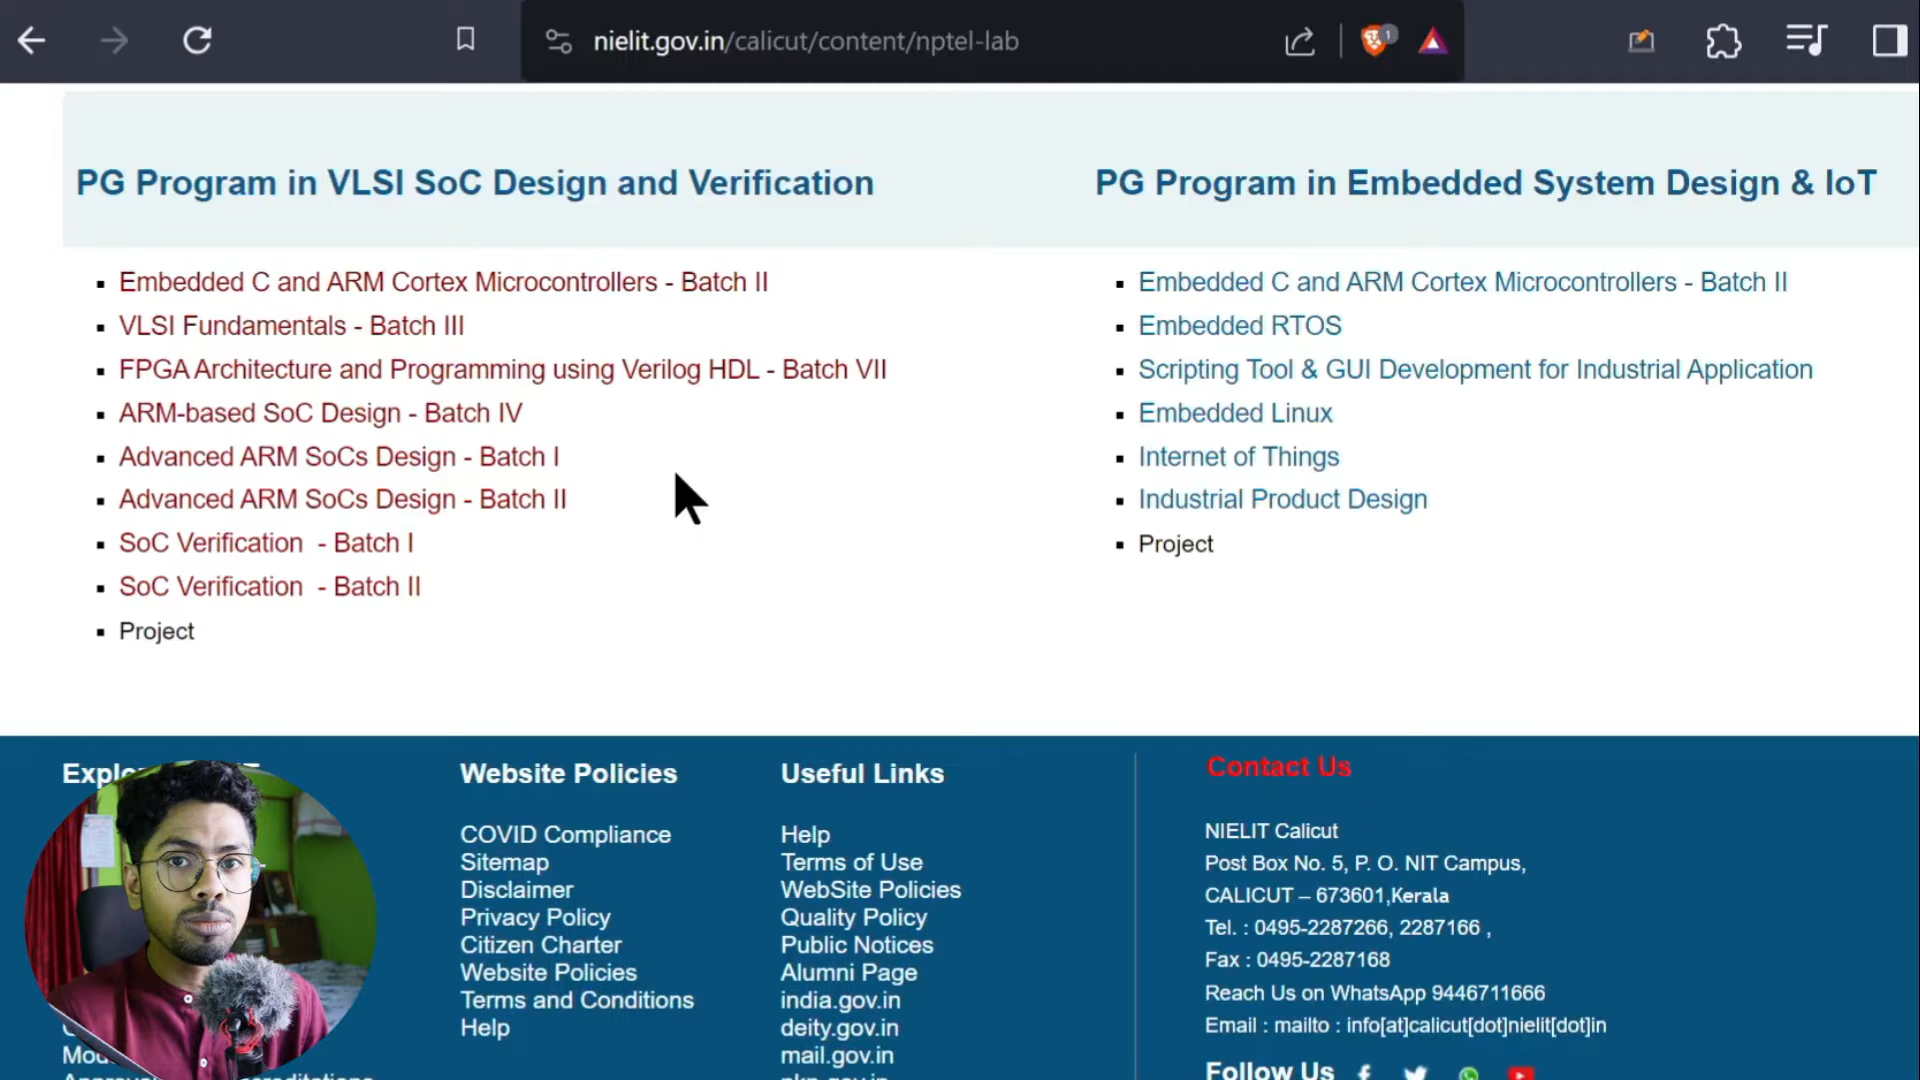 nielit.gov.in/calicut/content/nptel-lab
1
PG Program in VLSI SoC Design and Verification
Embedded C and ARM Cortex Microcontrollers - Batch II
VLSI Fundamentals - Batch III
FPGA Architecture and Programming using Verilog HDL - Batch VII
ARM-based SoC Design - Batch IV
Advanced ARM SoCs Design - Batch I
Advanced ARM SoCs Design - Batch II
SoC Verification - Batch I
SoC Verification - Batch II
Project
PG Program in Embedded System Design & IoT
Embedded C and ARM Cortex Microcontrollers - Batch II
Embedded RTOS
Scripting Tool & GUI Development for Industrial Application
Embedded Linux
Internet of Things
Industrial Product Design
Project
Website Policies
COVID Compliance
Sitemap
Disclaimer
Privacy Policy
Citizen Charter
Website Policies
Terms and Conditions
Help
Useful Links
Help
Terms of Use
WebSite Policies
Quality Policy
Public Notices
Alumni Page
india.gov.in
deity.gov.in
mail.gov.in
Contact Us
NIELIT Calicut
Post Box No. 5, P. O. NIT Campus,
CALICUT – 673601,Kerala
Tel. : 0495-2287266, 2287166 ,
Fax : 0495-2287168
Reach Us on WhatsApp 9446711666
Email : mailto : info[at]calicut[dot]nielit[dot]in
Follow Us